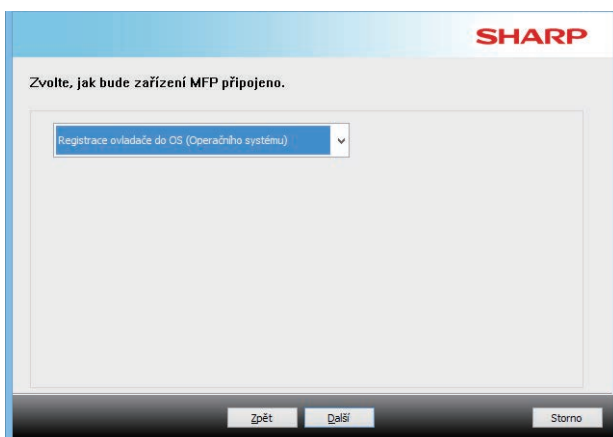 SHARP
Zvolte, jak bude zařízení MFP připojeno.
Registrace ovladače do OS (Operačního systému)
Zpět
Další
Storno